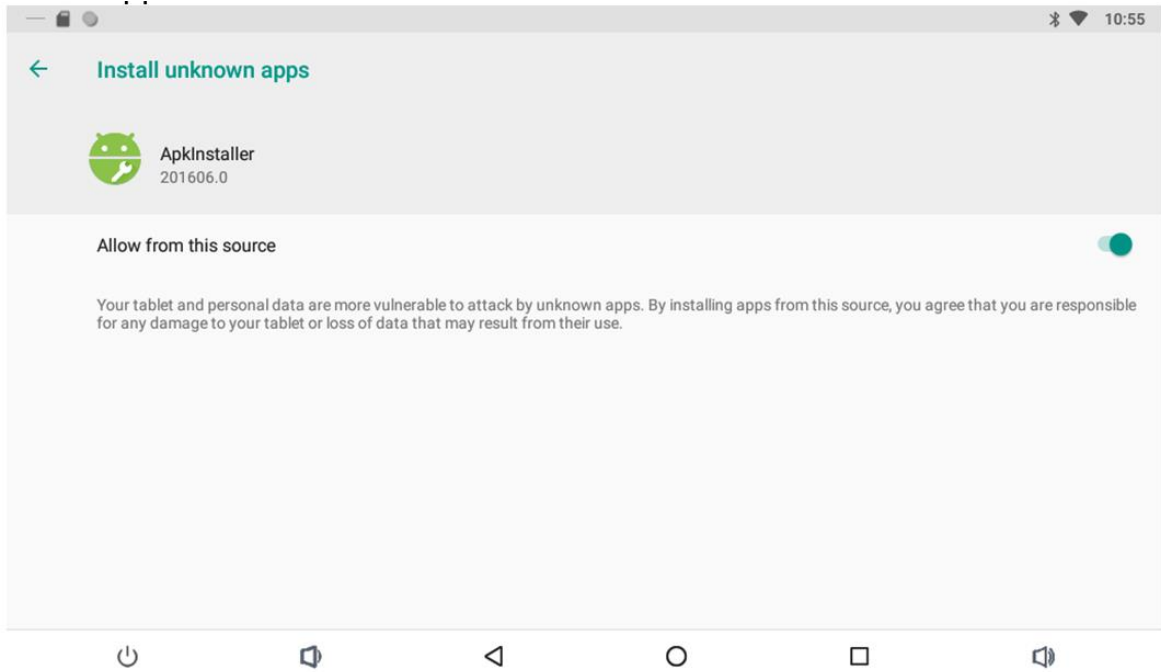 10:55
Install unknown apps
ApkInstaller
201606.0
Allow from this source
Your tablet and personal data are more vulnerable to attack by unknown apps. By installing apps from this source, you agree that you are responsible
for any damage to your tablet or loss of data that may result from their use.